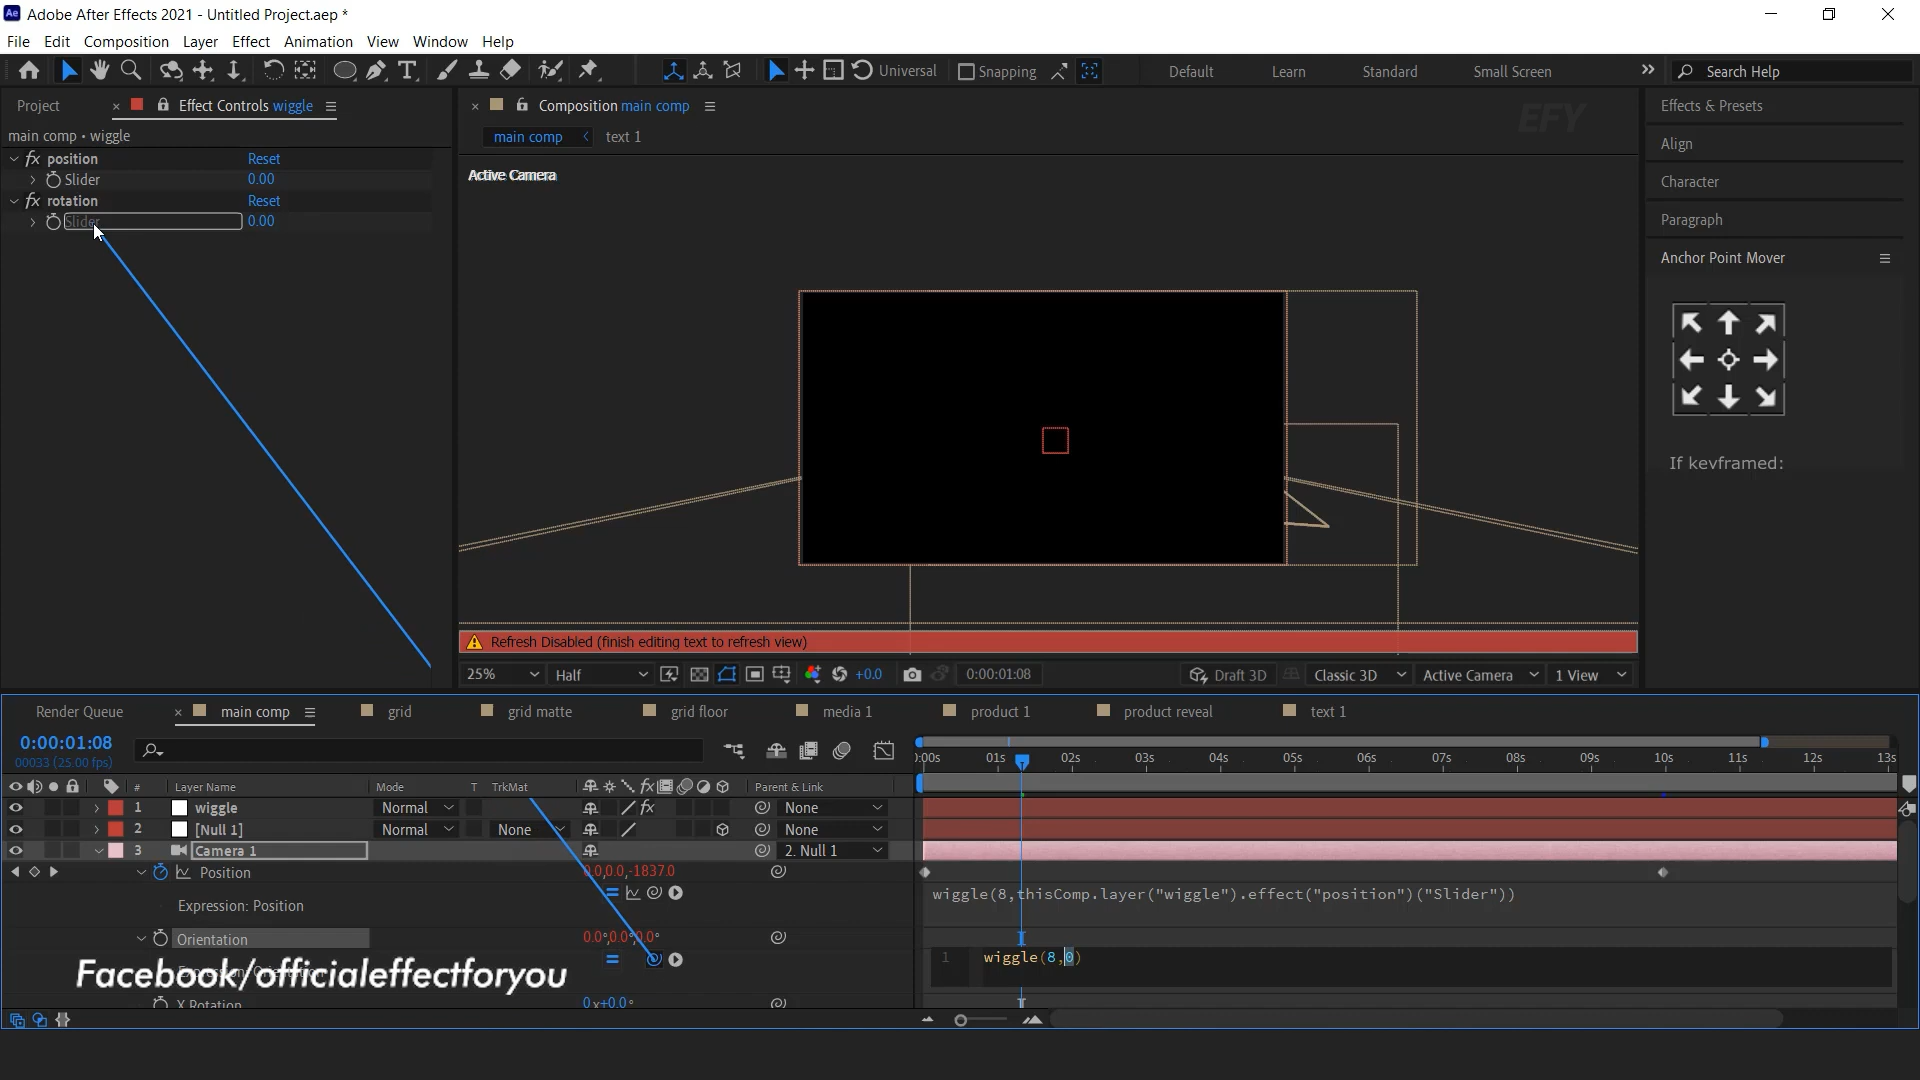 Ae Adobe After Effects 2021 - Untitled Project.aep *
File Edit Composition Layer Effect Animation View Window Help
Universal Snapping Default Learn Standard Small Screen Search Help
Project Effect Controls wiggle Composition main comp Effects & Presets
main comp • wiggle main comp text 1 EFY
fx position Reset
Slider 0.00
fx rotation Reset
Slider 0.00
Active Camera
Align
Character
Paragraph
Anchor Point Mover
If keyframed:
Refresh Disabled (finish editing text to refresh view)
25% Half +0.0 0:00:01:08 Draft 3D Classic 3D Active Camera 1 View
Render Queue main comp grid grid matte grid floor media 1 product 1 product reveal text 1
0:00:01:08
00033 (25.00 fps)
:00s 01s 02s 03s 04s 05s 06s 07s 08s 09s 10s 11s 12s 13s
# Layer Name Mode T TrkMat fx Parent & Link
1 wiggle Normal fx None
2 [Null 1] Normal None None
3 Camera 1 2. Null 1
Position 0.0,0.0,-1837.0
Expression: Position wiggle(8,thisComp.layer("wiggle").effect("position")("Slider"))
Orientation 0.0°,0.0°,0.0°
Expression: Orientation 1 wiggle(8,0)
Facebook/officialeffectforyou
X Rotation 0x+0.0°